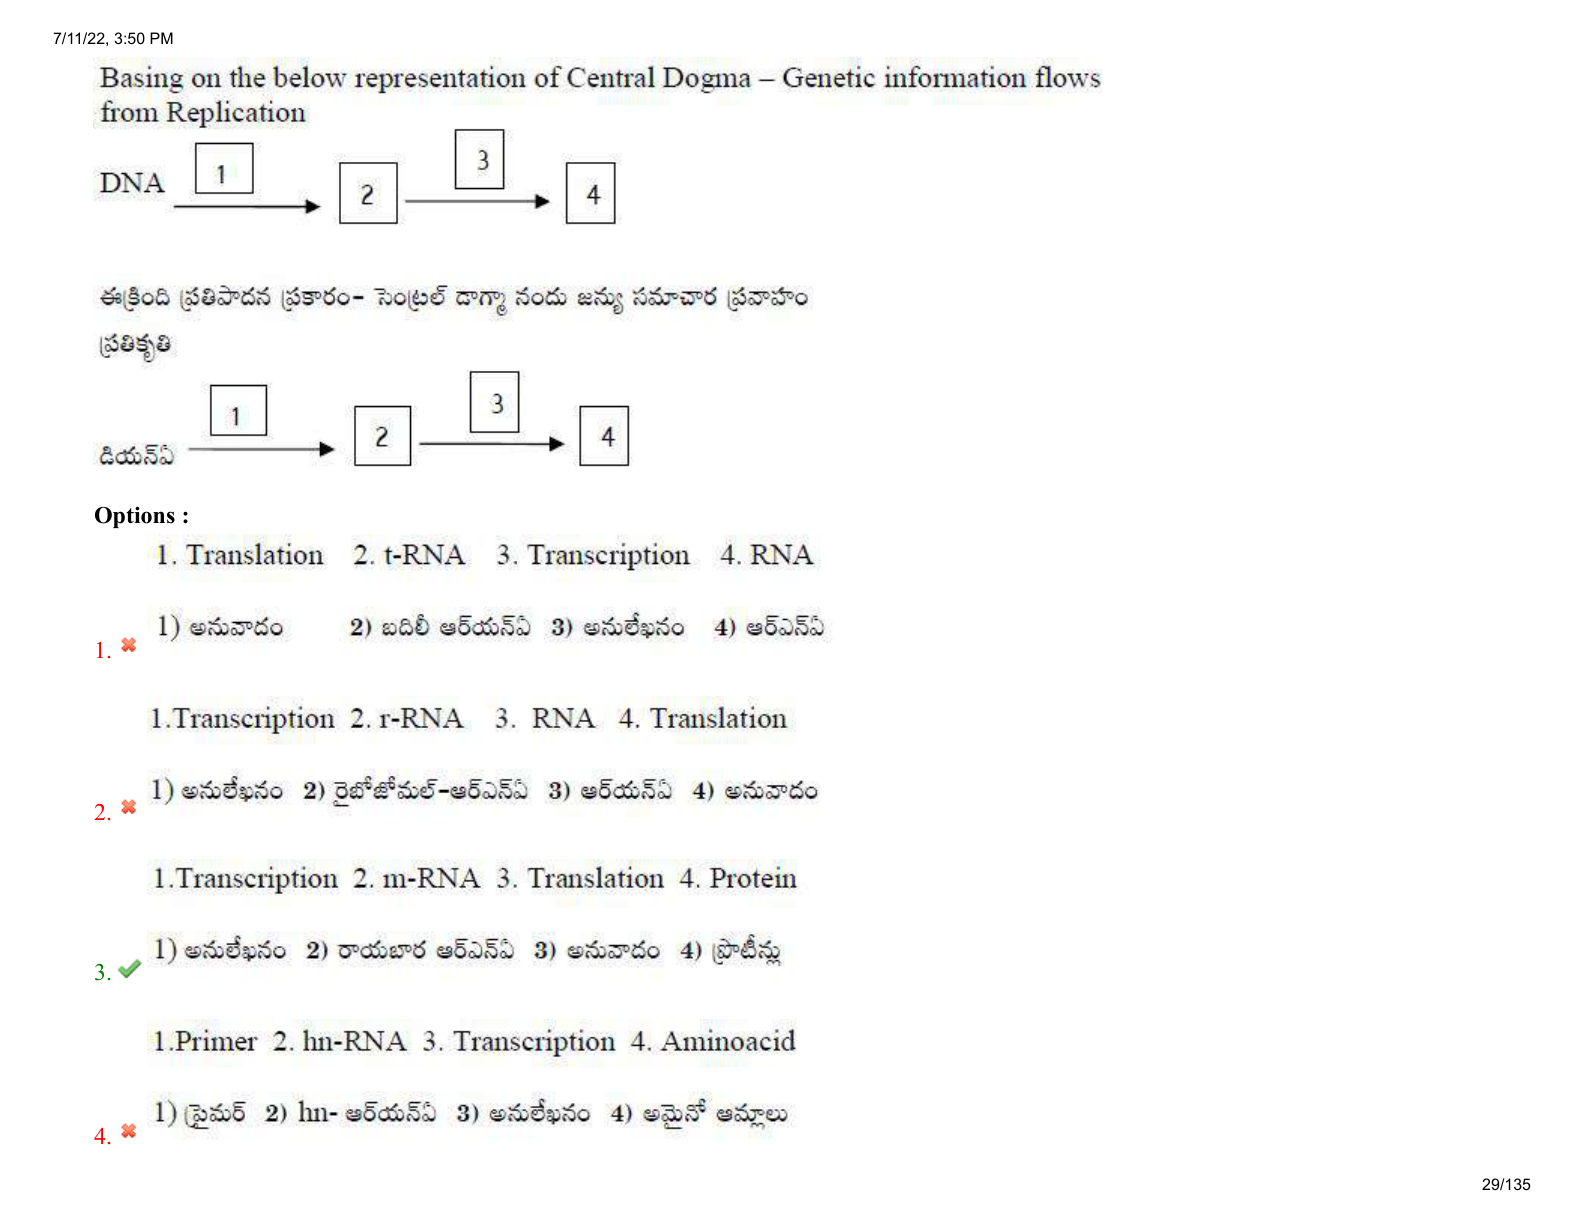 7/11/22, 3:50 PM
Basing on the below representation of Central Dogma – Genetic information flows
from Replication
DNA 1 2 3 4
ఈక్రింది ప్రతిపాదన ప్రకారం- సెంట్రల్ డాగ్మా నందు జన్యు సమాచార ప్రవాహం
ప్రతికృతి
డియన్ఏ 1 2 3 4
Options :
1. Translation 2. t-RNA 3. Transcription 4. RNA
1) అనువాదం 2) బదిలీ ఆర్‌యన్‌ఏ 3) అనులేఖనం 4) ఆర్ఎన్ఏ
1.
1.Transcription 2. r-RNA 3. RNA 4. Translation
1) అనులేఖనం 2) రైబోజోమల్-ఆర్ఎన్ఏ 3) ఆర్‌యన్‌ఏ 4) అనువాదం
2.
1.Transcription 2. m-RNA 3. Translation 4. Protein
1) అనులేఖనం 2) రాయబార ఆర్ఎన్ఏ 3) అనువాదం 4) ప్రొటీన్లు
3.
1.Primer 2. hn-RNA 3. Transcription 4. Aminoacid
1) ప్రైమర్ 2) hn- ఆర్‌యన్‌ఏ 3) అనులేఖనం 4) అమైనో ఆమ్లాలు
4.
29/135